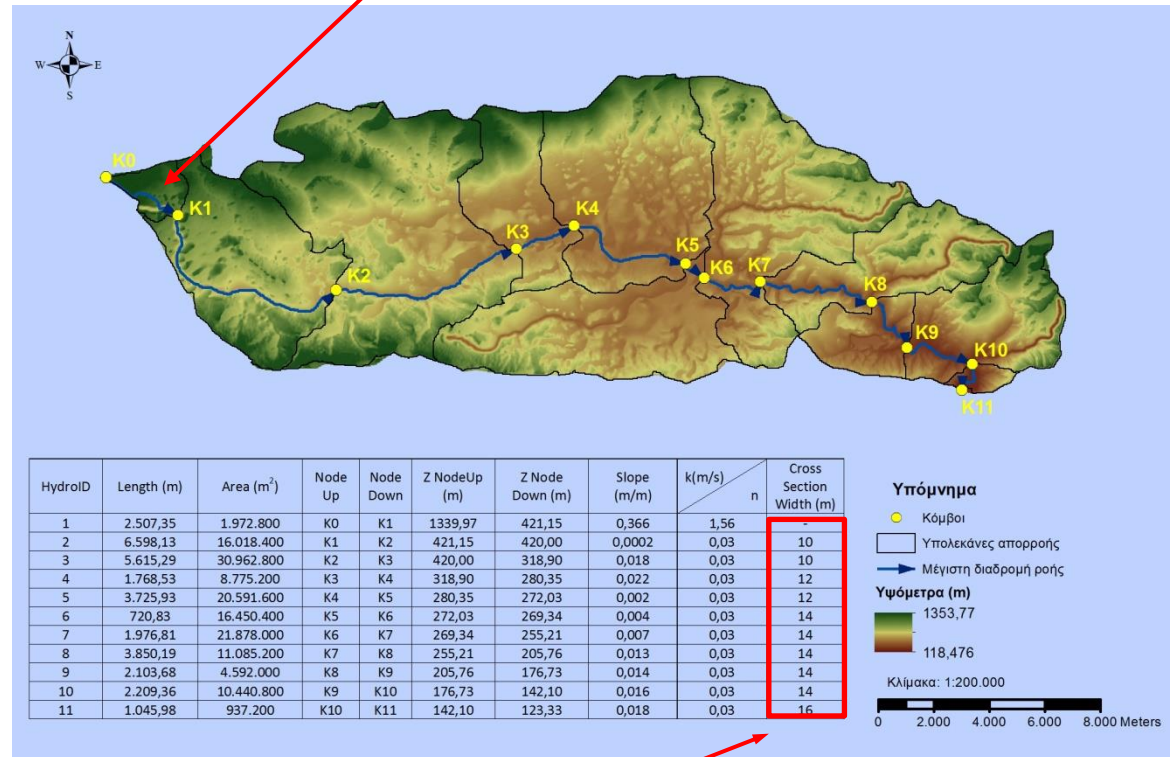 N
W E
S
K0
K1
K2
K3
K4
K5
K6
K7
K8
K9
K10
K11
HydroID Length (m) Area (m²) Node Up Node Down Z NodeUp (m) Z Node Down (m) Slope (m/m) k(m/s) n Cross Section Width (m)
1 2.507,35 1.972.800 K0 K1 1339,97 421,15 0,366 1,56 -
2 6.598,13 16.018.400 K1 K2 421,15 420,00 0,0002 0,03 10
3 5.615,29 30.962.800 K2 K3 420,00 318,90 0,018 0,03 10
4 1.768,53 8.775.200 K3 K4 318,90 280,35 0,022 0,03 12
5 3.725,93 20.591.600 K4 K5 280,35 272,03 0,002 0,03 12
6 720,83 16.450.400 K5 K6 272,03 269,34 0,004 0,03 14
7 1.976,81 21.878.000 K6 K7 269,34 255,21 0,007 0,03 14
8 3.850,19 11.085.200 K7 K8 255,21 205,76 0,013 0,03 14
9 2.103,68 4.592.000 K8 K9 205,76 176,73 0,014 0,03 14
10 2.209,36 10.440.800 K9 K10 176,73 142,10 0,016 0,03 14
11 1.045,98 937.200 K10 K11 142,10 123,33 0,018 0,03 16
Υπόμνημα
Κόμβοι
Υπολεκάνες απορροής
Μέγιστη διαδρομή ροής
Υψόμετρα (m)
1353,77
118,476
Κλίμακα: 1:200.000
0 2.000 4.000 6.000 8.000 Meters